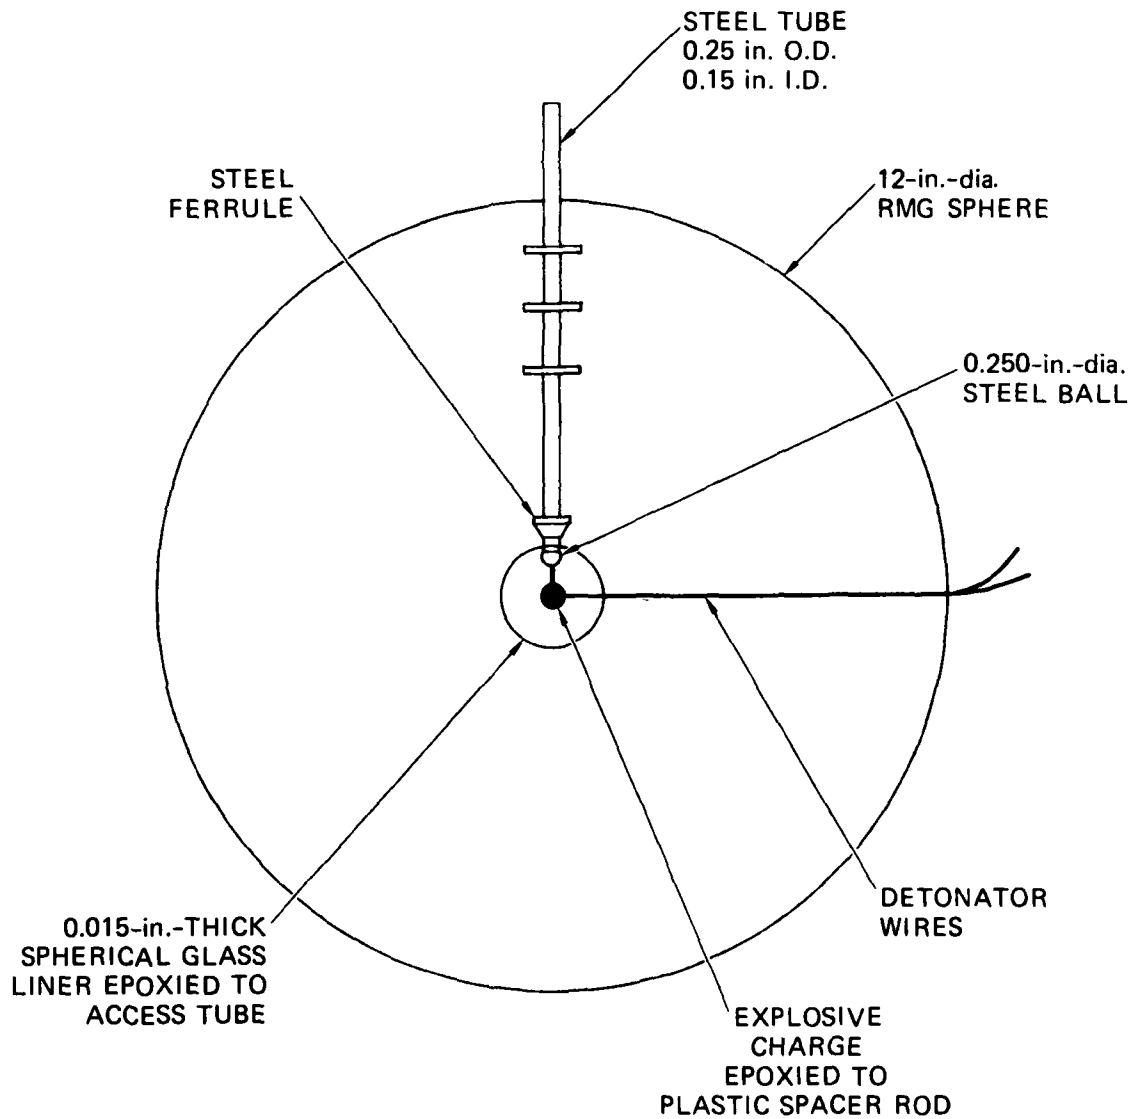 STEEL TUBE
0.25 in. O.D.
0.15 in. I.D.
STEEL
FERRULE
12-in.-dia.
RMG SPHERE
0.250-in.-dia.
STEEL BALL
DETONATOR
WIRES
0.015-in.-THICK
SPHERICAL GLASS
LINER EPOXIED TO
ACCESS TUBE
EXPLOSIVE
CHARGE
EPOXIED TO
PLASTIC SPACER ROD